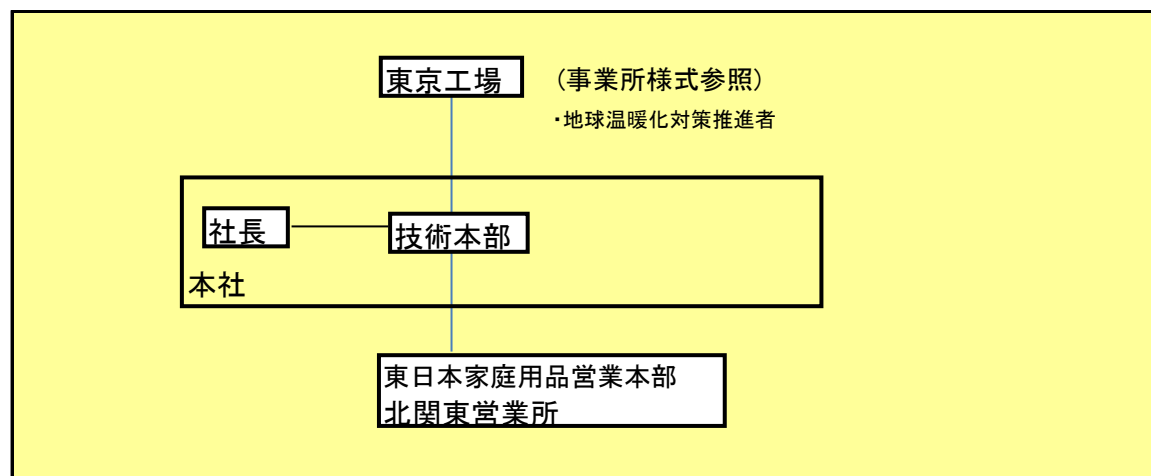 東京工場
(事業所様式参照)
・地球温暖化対策推進者
社長
技術本部
本社
東日本家庭用品営業本部
北関東営業所